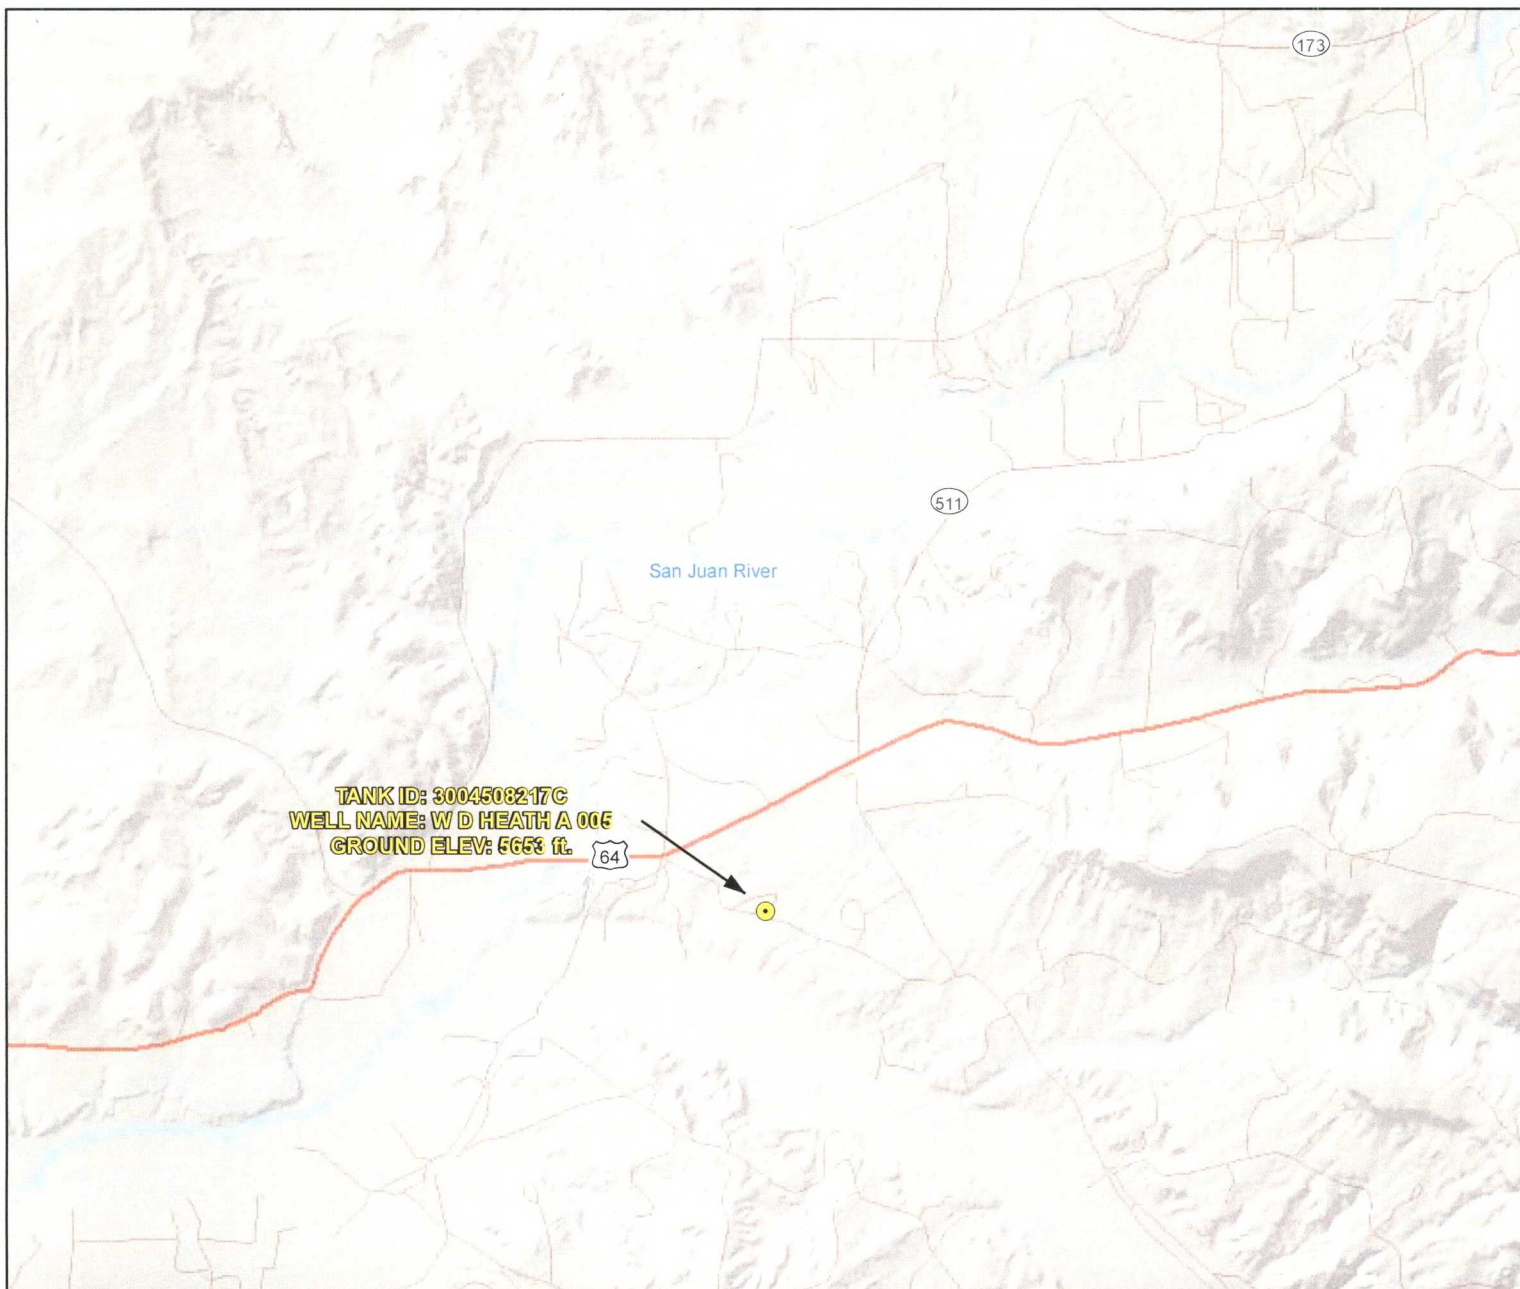 173
511
San Juan River
TANK ID: 3004508217C
WELL NAME: W D HEATH A 005
GROUND ELEV: 5653 ft.
64